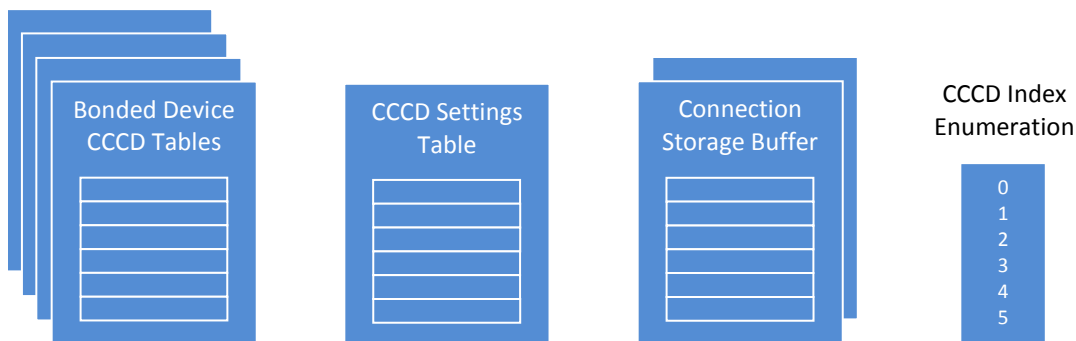 Bonded Device
CCCD Tables
CCCD Settings
Table
Connection
Storage Buffer
CCCD Index
Enumeration
0
1
2
3
4
5